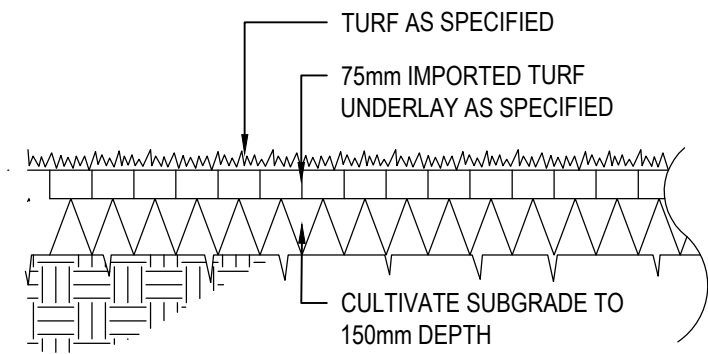 TURF AS SPECIFIED
75mm IMPORTED TURF
UNDERLAY AS SPECIFIED
CULTIVATE SUBGRADE TO
150mm DEPTH